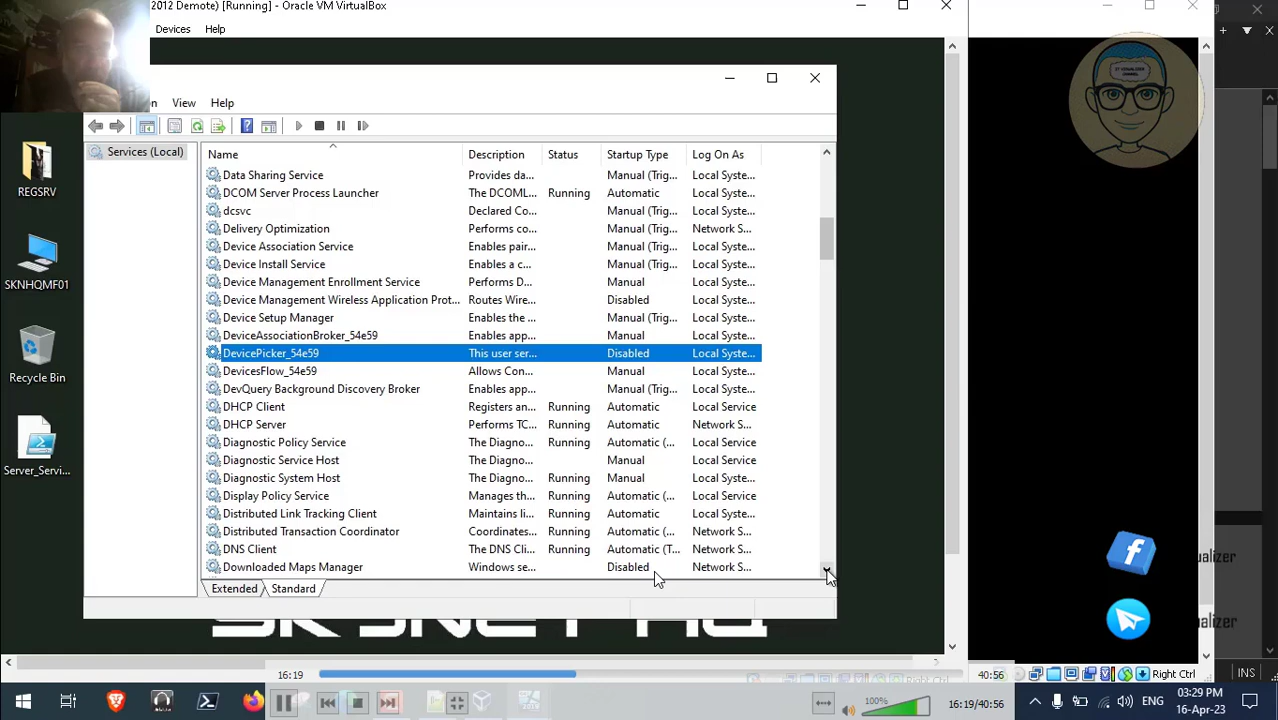 2012 Demote) [Running] - Oracle VM VirtualBox
Devices Help
View Help
REGSRV
SKNHQMF01
Recycle Bin
Server_Servi...
Services (Local)
Name Description Status Startup Type Log On As
Data Sharing Service Provides da... Manual (Trig... Local Syste...
DCOM Server Process Launcher The DCOML... Running Automatic Local Syste...
dcsvc Declared Co... Manual (Trig... Local Syste...
Delivery Optimization Performs co... Manual (Trig... Network S...
Device Association Service Enables pair... Manual (Trig... Local Syste...
Device Install Service Enables a c... Manual (Trig... Local Syste...
Device Management Enrollment Service Performs D... Manual Local Syste...
Device Management Wireless Application Prot... Routes Wire... Disabled Local Syste...
Device Setup Manager Enables the ... Manual (Trig... Local Syste...
DeviceAssociationBroker_54e59 Enables app... Manual Local Syste...
DevicePicker_54e59 This user ser... Disabled Local Syste...
DevicesFlow_54e59 Allows Con... Manual Local Syste...
DevQuery Background Discovery Broker Enables app... Manual (Trig... Local Syste...
DHCP Client Registers an... Running Automatic Local Service
DHCP Server Performs TC... Running Automatic Network S...
Diagnostic Policy Service The Diagno... Running Automatic (... Local Service
Diagnostic Service Host The Diagno... Manual Local Service
Diagnostic System Host The Diagno... Running Manual Local Syste...
Display Policy Service Manages th... Running Automatic (... Local Service
Distributed Link Tracking Client Maintains li... Running Automatic Local Syste...
Distributed Transaction Coordinator Coordinates... Running Automatic (... Network S...
DNS Client The DNS Cli... Running Automatic (T... Network S...
Downloaded Maps Manager Windows se... Disabled Network S...
Extended Standard
16:19 40:56
Right Ctrl
Right Ctrl
INS
100%
16:19/40:56
ENG
03:29 PM
16-Apr-23